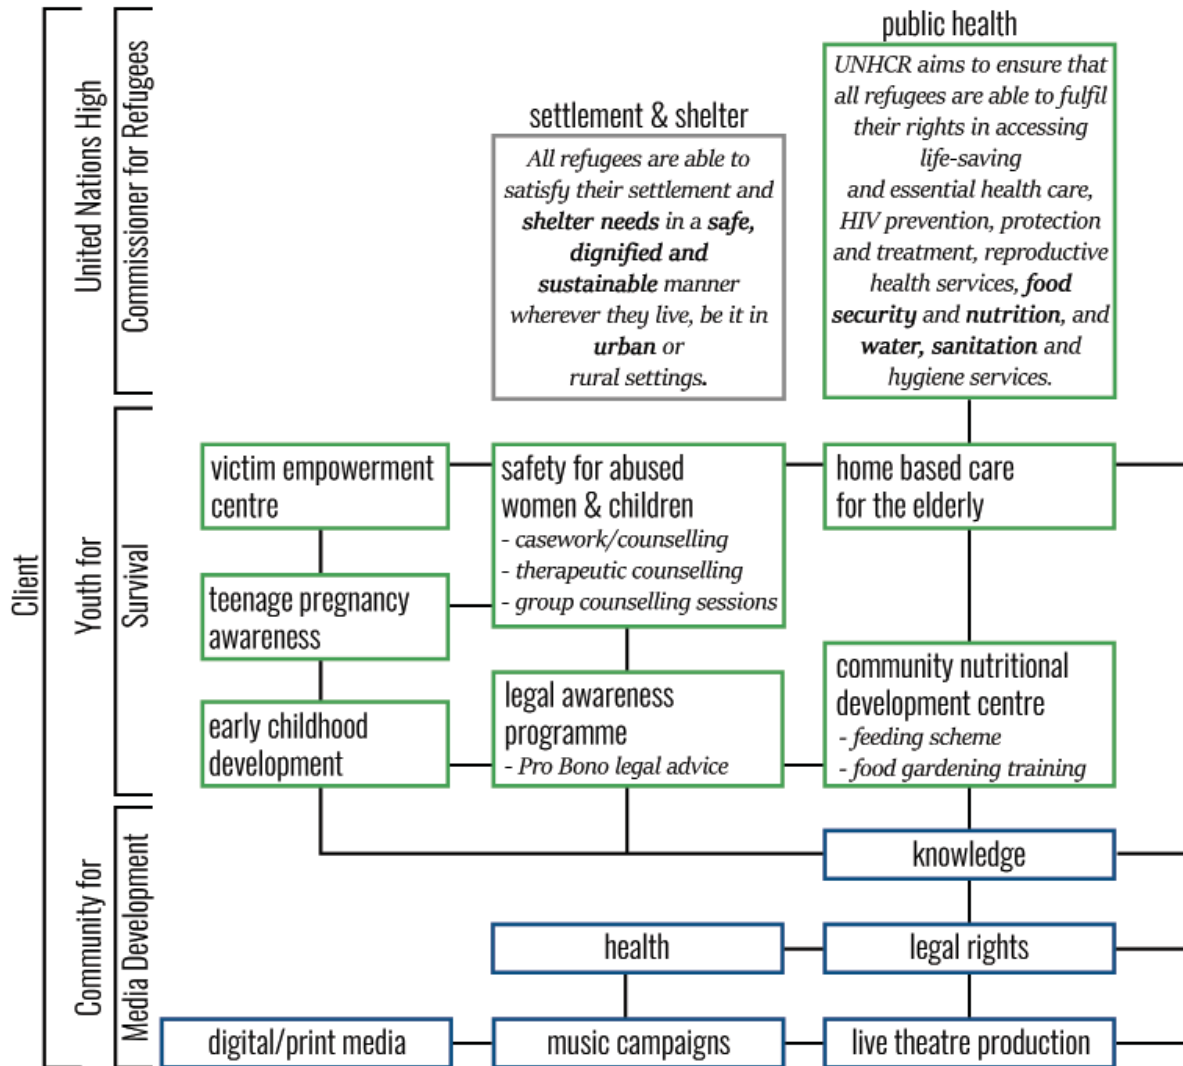 Client
United Nations High
Commissioner for Refugees
public health
UNHCR aims to ensure that
all refugees are able to fulfil
their rights in accessing
life-saving
and essential health care,
HIV prevention, protection
and treatment, reproductive
health services, food
security and nutrition, and
water, sanitation and
hygiene services.
settlement & shelter
All refugees are able to
satisfy their settlement and
shelter needs in a safe,
dignified and
sustainable manner
wherever they live, be it in
urban or
rural settings.
Youth for
Survival
victim empowerment
centre
safety for abused
women & children
- casework/counselling
- therapeutic counselling
- group counselling sessions
home based care
for the elderly
teenage pregnancy
awareness
early childhood
development
legal awareness
programme
- Pro Bono legal advice
community nutritional
development centre
- feeding scheme
- food gardening training
Community for
Media Development
knowledge
health
legal rights
digital/print media
music campaigns
live theatre production